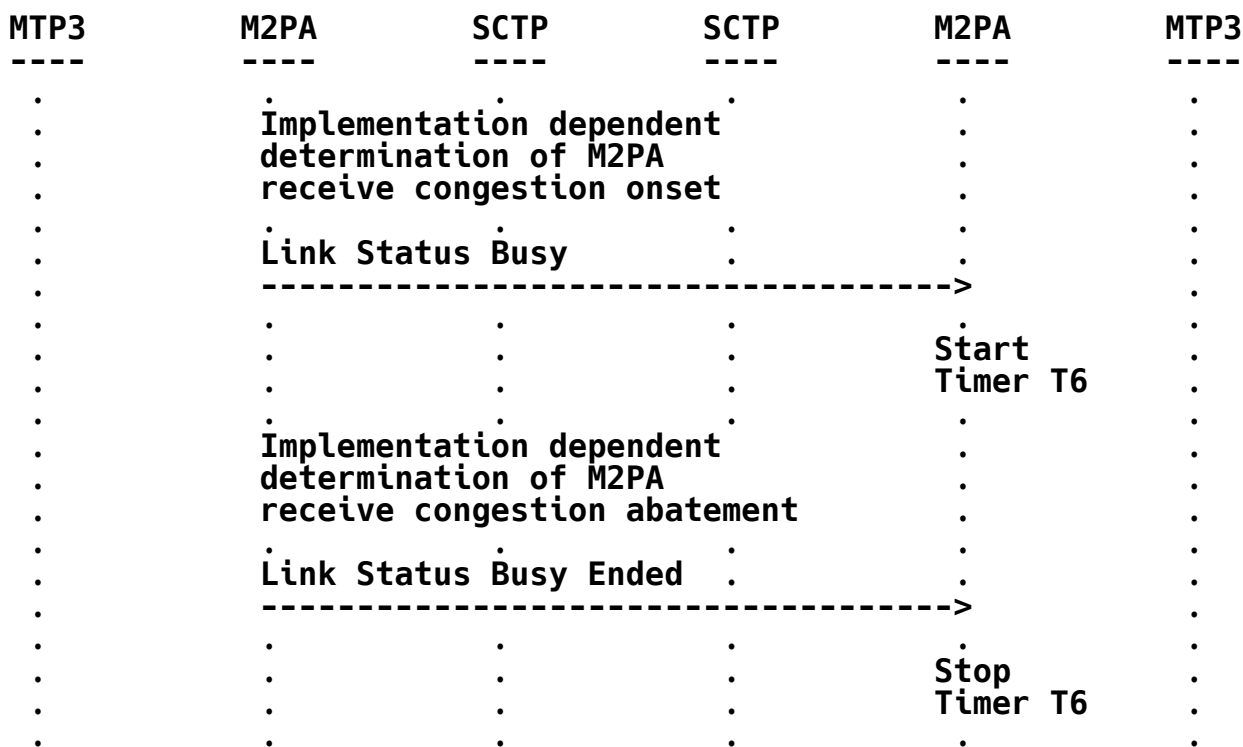 MTP3        M2PA        SCTP        SCTP        M2PA        MTP3
----        ----        ----        ----        ----        ----
 .           .           .           .           .           .
 .           Implementation dependent            .           .
 .           determination of M2PA               .           .
 .           receive congestion onset            .           .
 .           .           .           .           .           .
 .           Link Status Busy        .           .           .
 .           ------------------------------------>           .
 .           .           .           .           .           .
 .           .           .           .          Start        .
 .           .           .           .          Timer T6     .
 .           .           .           .           .           .
 .           Implementation dependent            .           .
 .           determination of M2PA               .           .
 .           receive congestion abatement        .           .
 .           .           .           .           .           .
 .           Link Status Busy Ended  .           .           .
 .           ------------------------------------>           .
 .           .           .           .           .           .
 .           .           .           .          Stop         .
 .           .           .           .          Timer T6     .
 .           .           .           .           .           .